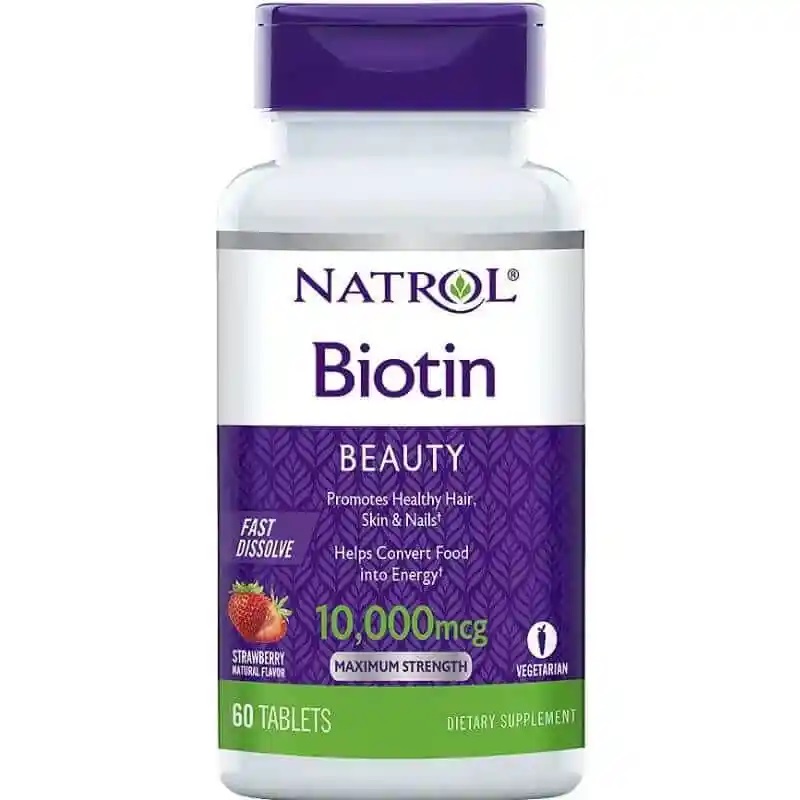 NATROL®
Biotin
BEAUTY
Promotes Healthy Hair,
Skin & Nails†
Helps Convert Food
into Energy†
FAST
DISSOLVE
10,000mcg
MAXIMUM STRENGTH
STRAWBERRY
NATURAL FLAVOR
VEGETARIAN
60 TABLETS
DIETARY SUPPLEMENT